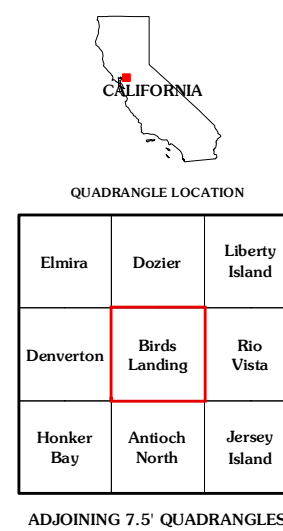 CALIFORNIA
QUADRANGLE LOCATION
Elmira
Dozier
Liberty
Island
Denverton
Birds
Landing
Rio
Vista
Honker
Bay
Antioch
North
Jersey
Island
ADJOINING 7.5' QUADRANGLES